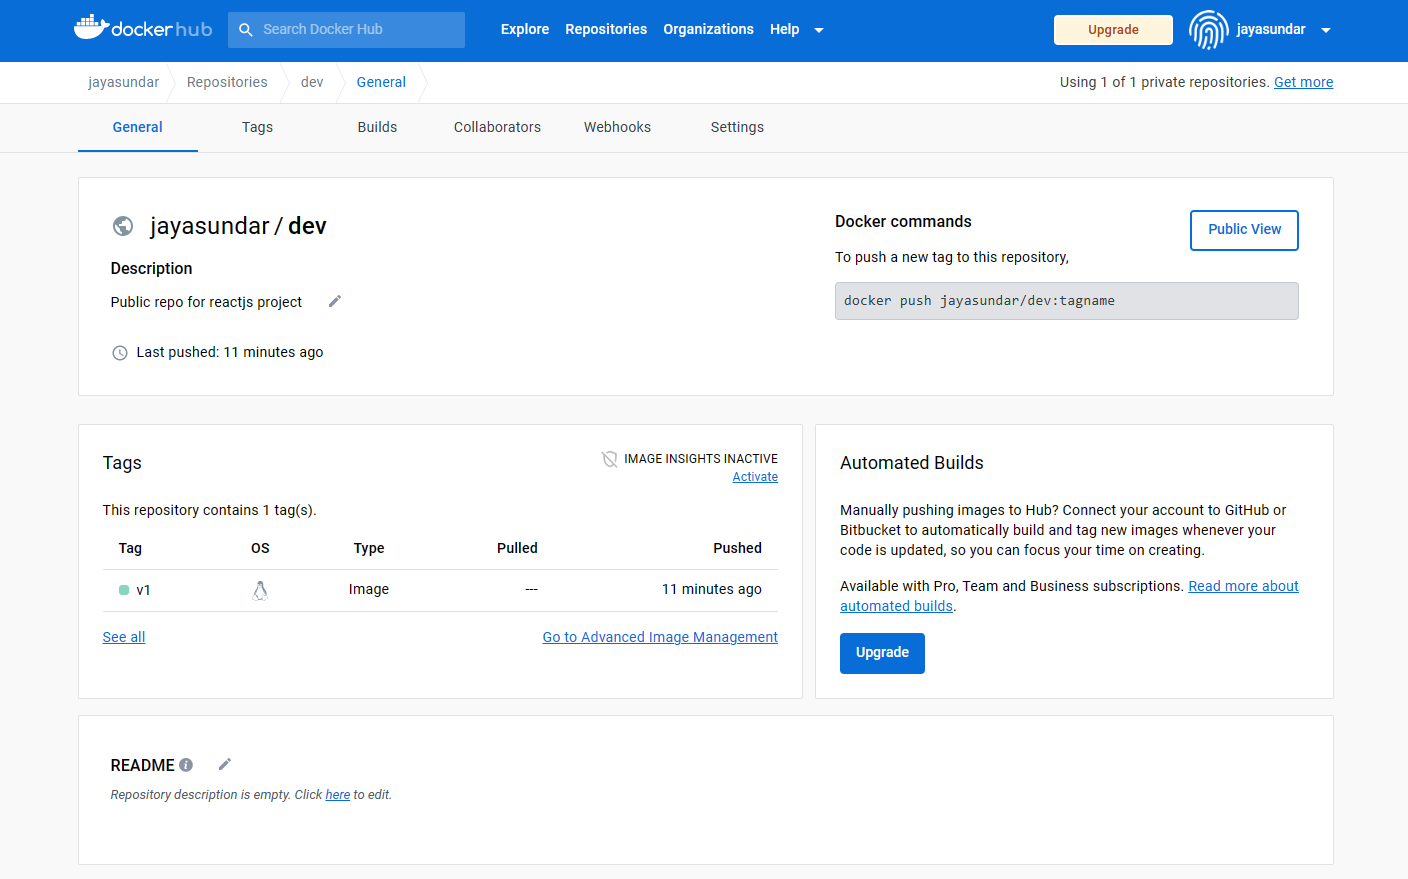 dockerhub
Search Docker Hub
Explore
Repositories
Organizations
Help
Upgrade
jayasundar
jayasundar
Repositories
dev
General
Using 1 of 1 private repositories. Get more
General
Tags
Builds
Collaborators
Webhooks
Settings
jayasundar / dev
Description
Public repo for reactjs project
Last pushed: 11 minutes ago
Docker commands
Public View
To push a new tag to this repository,
docker push jayasundar/dev:tagname
Tags
IMAGE INSIGHTS INACTIVE
Activate
This repository contains 1 tag(s).
Tag OS Type Pulled Pushed
v1 Image --- 11 minutes ago
See all
Go to Advanced Image Management
Automated Builds
Manually pushing images to Hub? Connect your account to GitHub or
Bitbucket to automatically build and tag new images whenever your
code is updated, so you can focus your time on creating.
Available with Pro, Team and Business subscriptions. Read more about
automated builds.
Upgrade
README
Repository description is empty. Click here to edit.